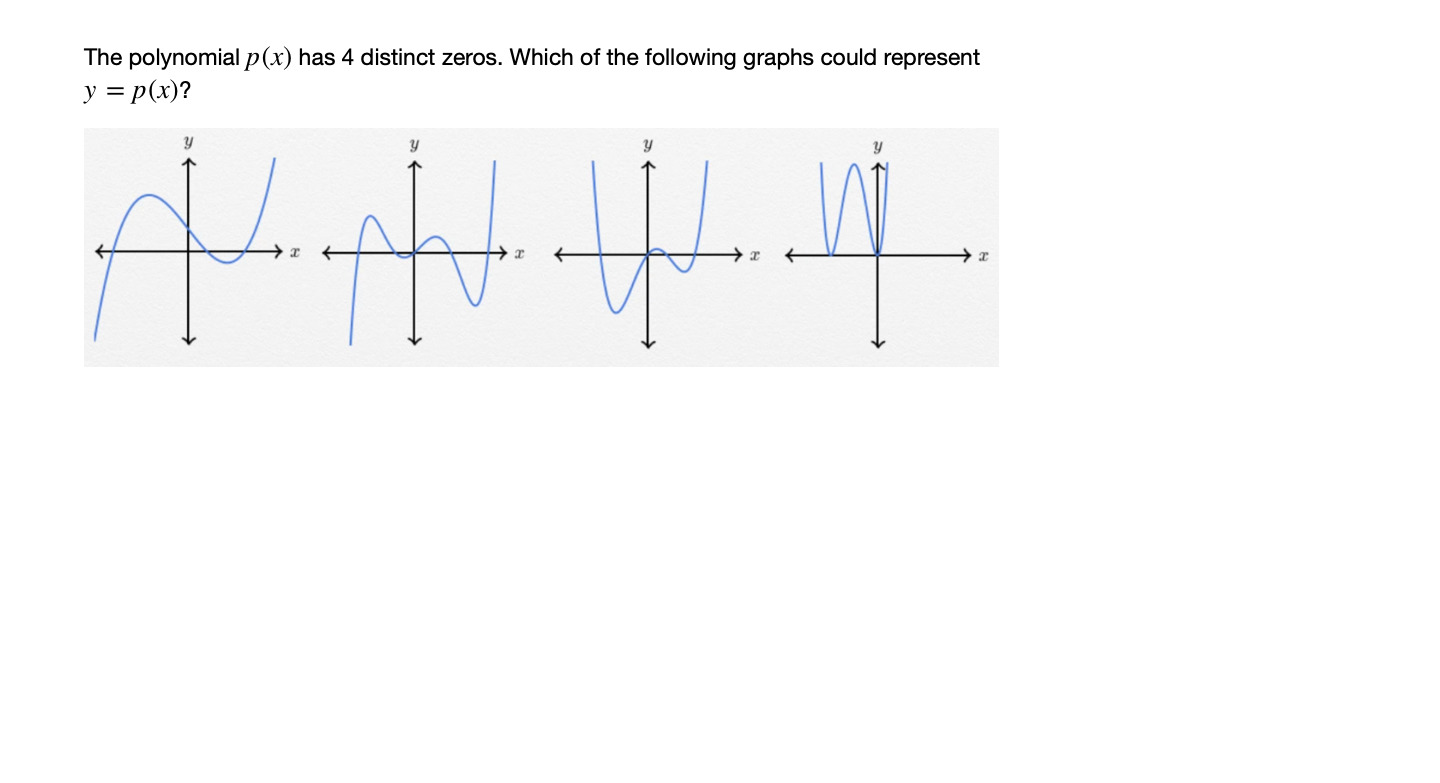 The polynomial p(x) has 4 distinct zeros. Which of the following graphs could represent
y = p(x)?
y y y y
x x x x